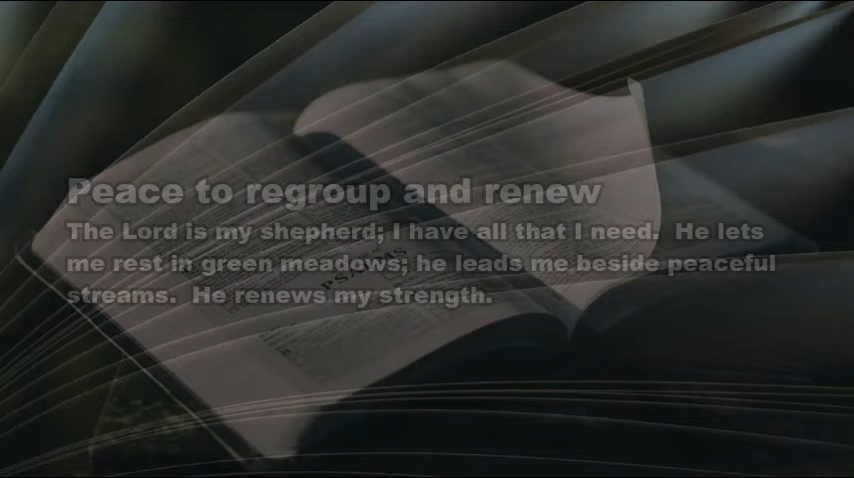 Peace to regroup and renew
The Lord is my shepherd; I have all that I need.  He lets
me rest in green meadows; he leads me beside peaceful
streams.  He renews my strength.
PSALMS